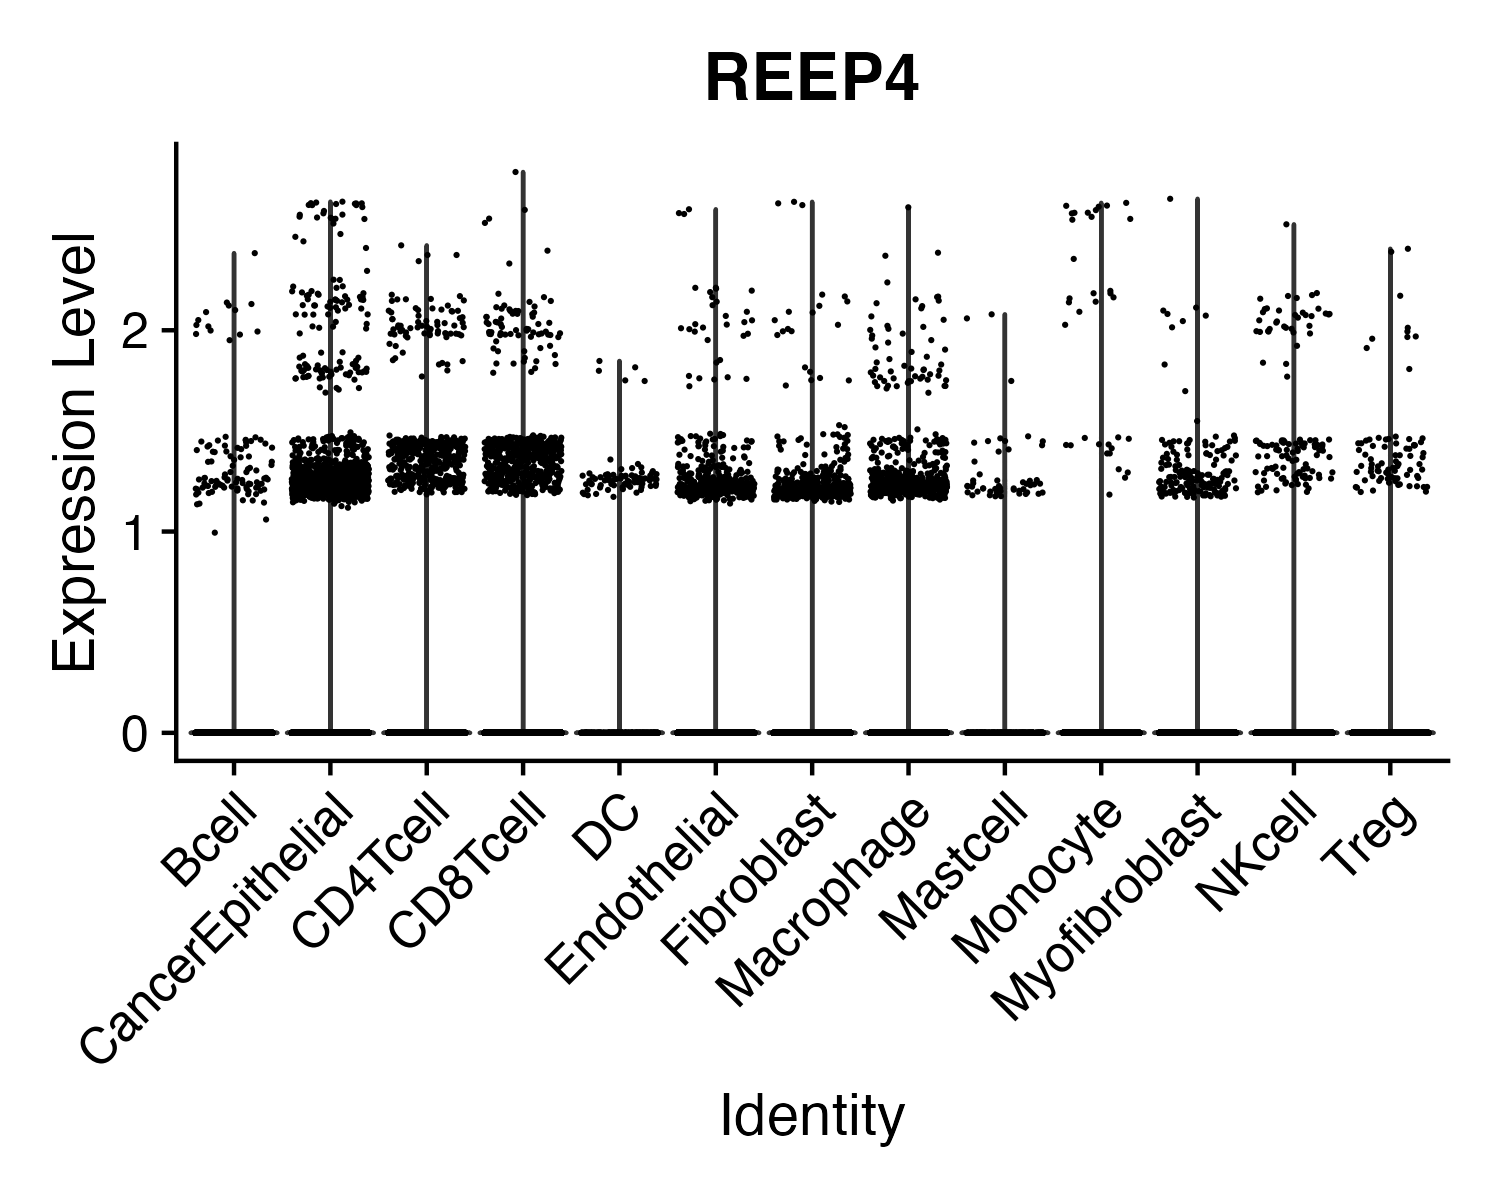 REEP4
Expression Level
2
1
0
Bcell
CancerEpithelial
CD4Tcell
CD8Tcell
DC
Endothelial
Fibroblast
Macrophage
Mastcell
Monocyte
Myofibroblast
NKcell
Treg
Identity